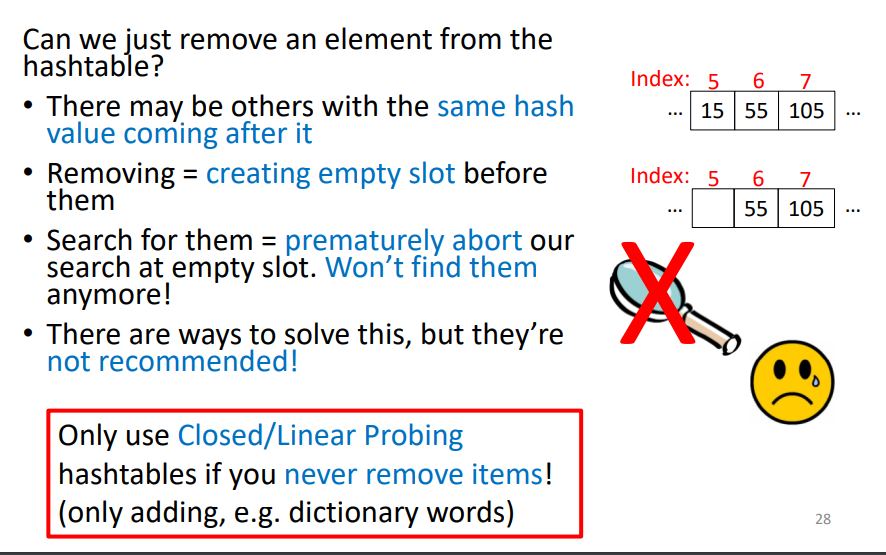 Can we just remove an element from the
hashtable?
• There may be others with the same hash
value coming after it
• Removing = creating empty slot before
them
• Search for them = prematurely abort our
search at empty slot. Won't find them
anymore!
• There are ways to solve this, but they're
not recommended!
Only use Closed/Linear Probing
hashtables if you never remove items!
(only adding, e.g. dictionary words)
Index: 5 6 7
... 15 55 105 ...
Index: 5 6 7
... 55 105 ...
X
28